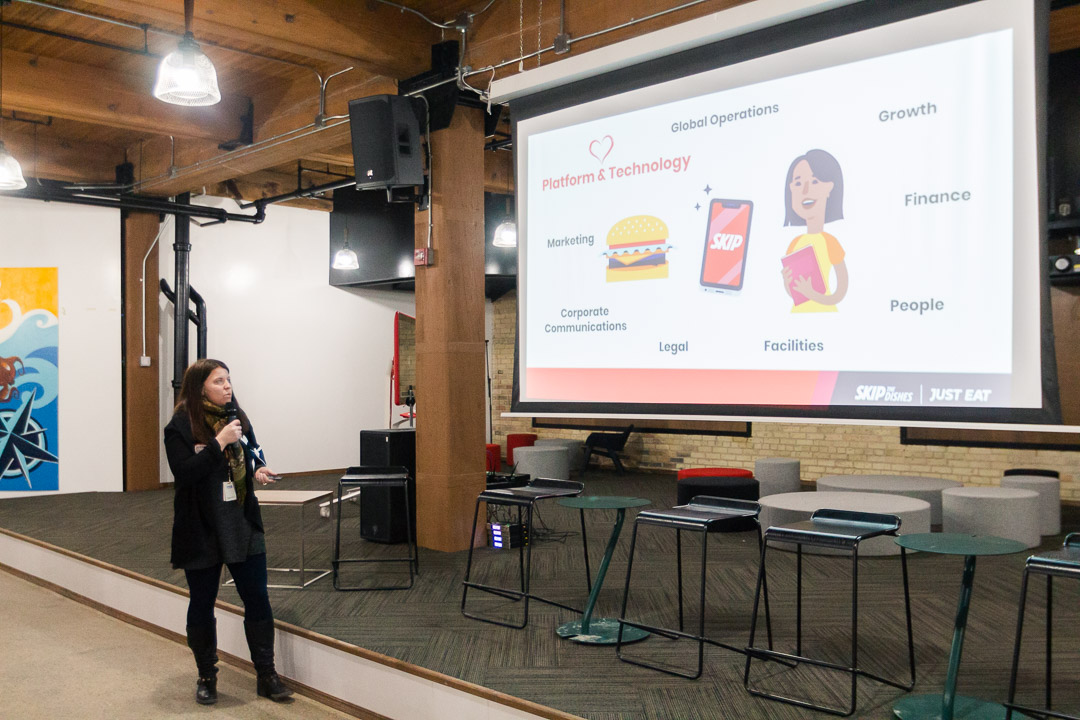 Global Operations
Growth
Platform & Technology
Finance
Marketing
SKIP
People
Corporate
Communications
Legal
Facilities
SKIP THE DISHES | JUST EAT